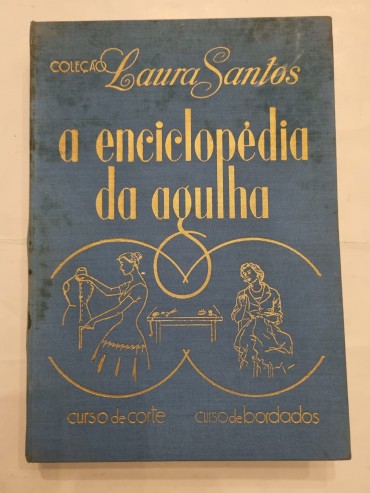 COLEÇÃO Laura Santos
a enciclopédia
da agulha
curso de corte curso de bordados